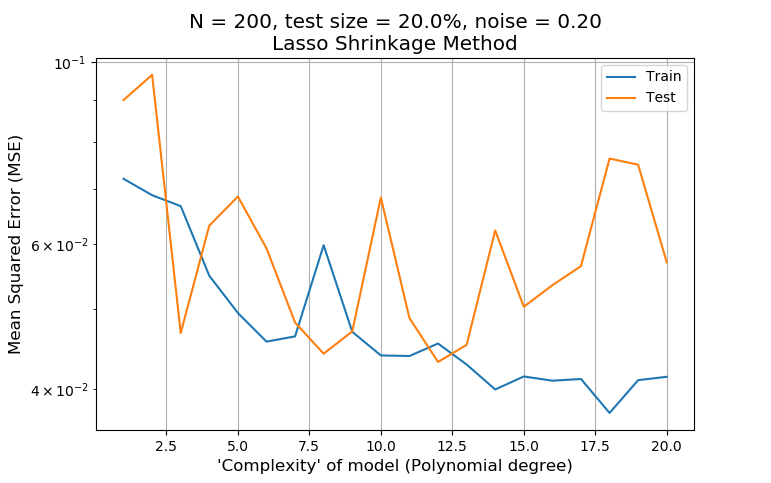 N = 200, test size = 20.0%, noise = 0.20
Lasso Shrinkage Method
Train
Test
10⁻¹
6 × 10⁻²
4 × 10⁻²
Mean Squared Error (MSE)
2.5 5.0 7.5 10.0 12.5 15.0 17.5 20.0
'Complexity' of model (Polynomial degree)